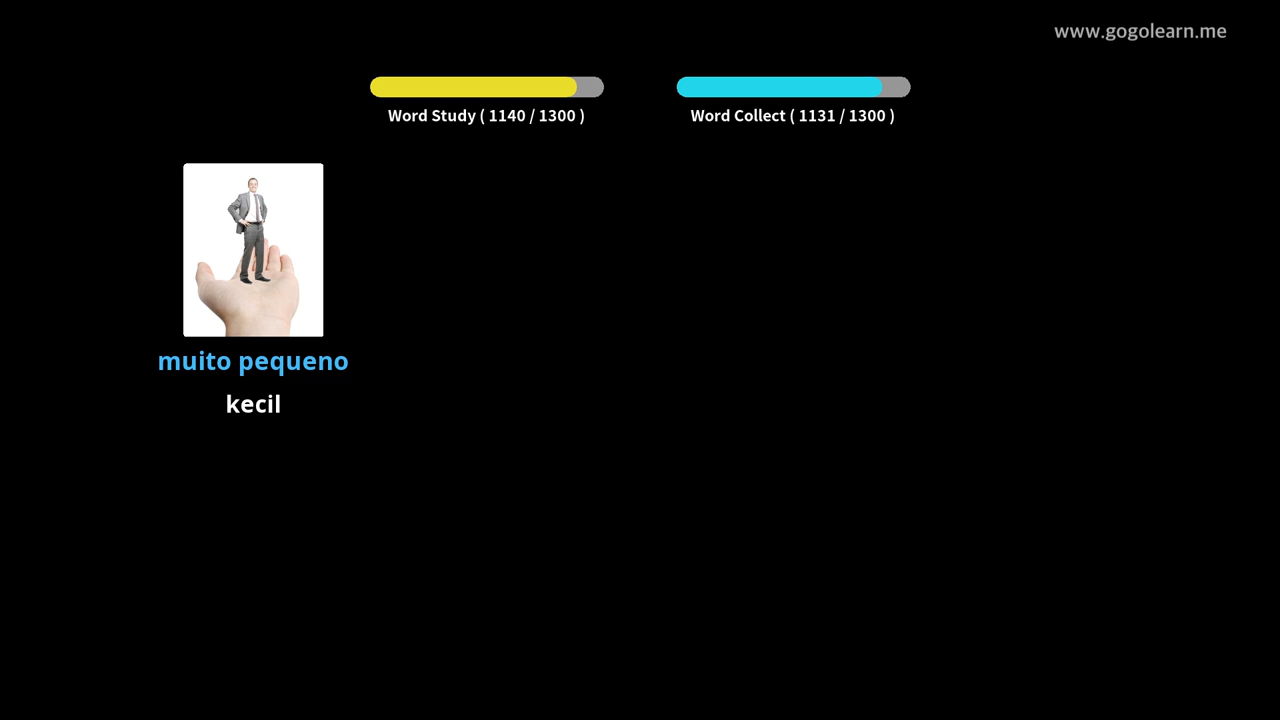 www.gogolearn.me
Word Study ( 1140 / 1300 )
Word Collect ( 1131 / 1300 )
muito pequeno
kecil